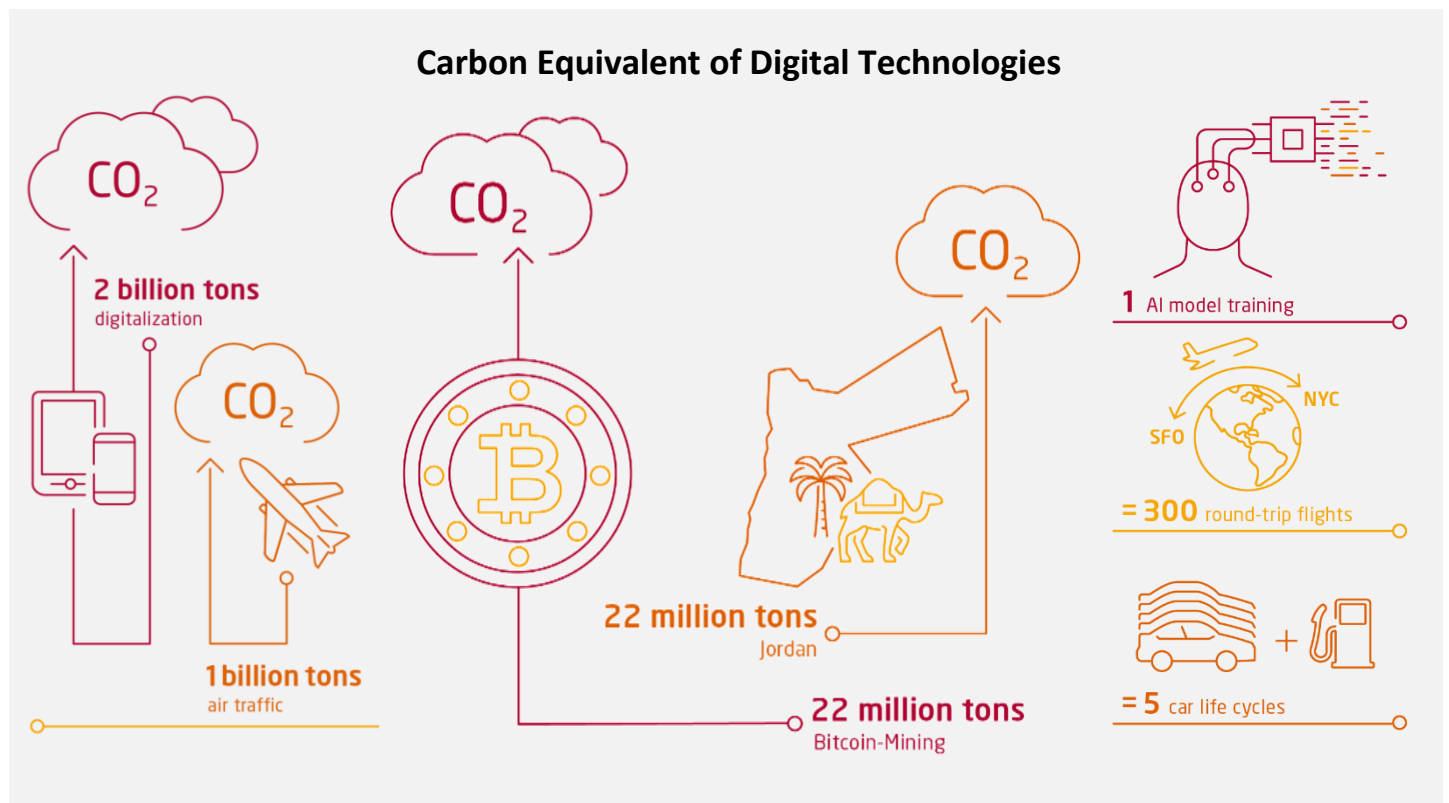 Carbon Equivalent of Digital Technologies
CO₂
2 billion tons
digitalization
CO₂
1 billion tons
air traffic
CO₂
22 million tons
Bitcoin-Mining
CO₂
22 million tons
Jordan
1 AI model training
NYC
SFO
= 300 round-trip flights
+
= 5 car life cycles